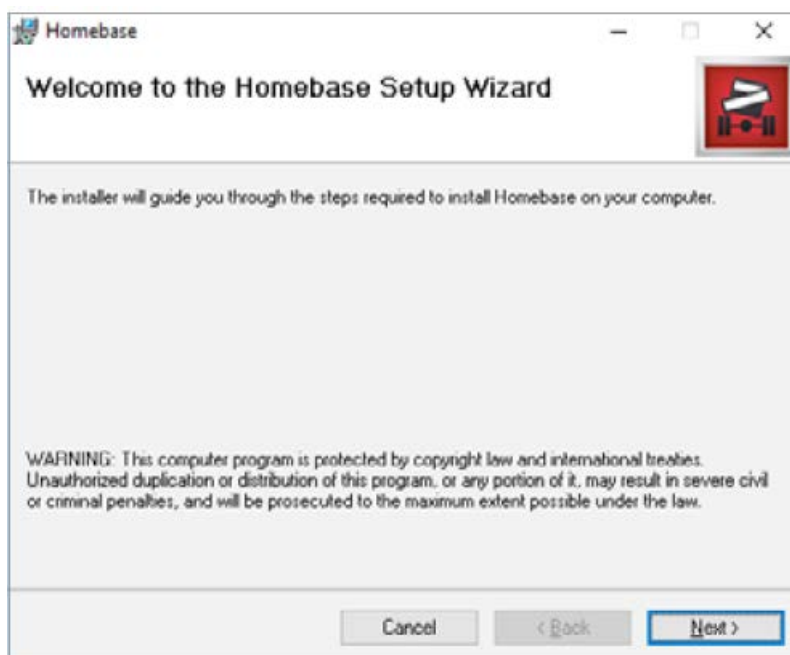 Homebase
Welcome to the Homebase Setup Wizard
The installer will guide you through the steps required to install Homebase on your computer.
WARNING: This computer program is protected by copyright law and international treaties.
Unauthorized duplication or distribution of this program, or any portion of it, may result in severe civil
or criminal penalties, and will be prosecuted to the maximum extent possible under the law.
Cancel < Back Next >